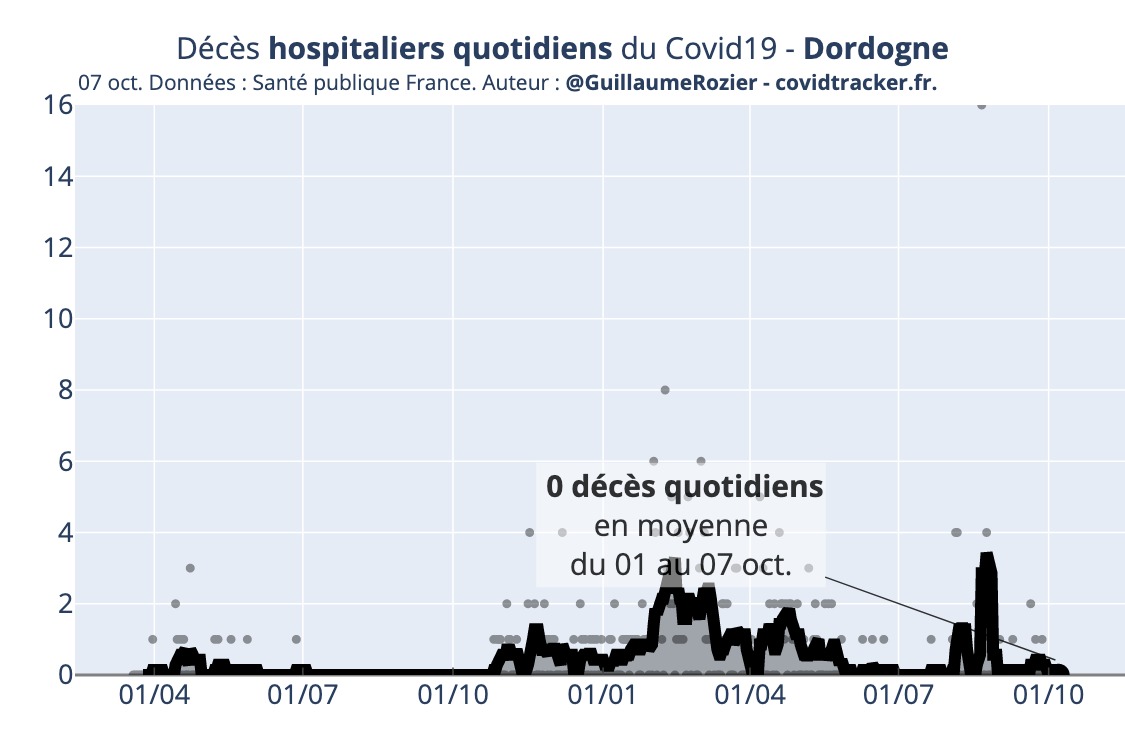 Décès hospitaliers quotidiens du Covid19 - Dordogne
07 oct. Données : Santé publique France. Auteur : @GuillaumeRozier - covidtracker.fr.
16
14
12
10
8
6
4
2
0
0 décès quotidiens
en moyenne
du 01 au 07 oct.
01/04 01/07 01/10 01/01 01/04 01/07 01/10